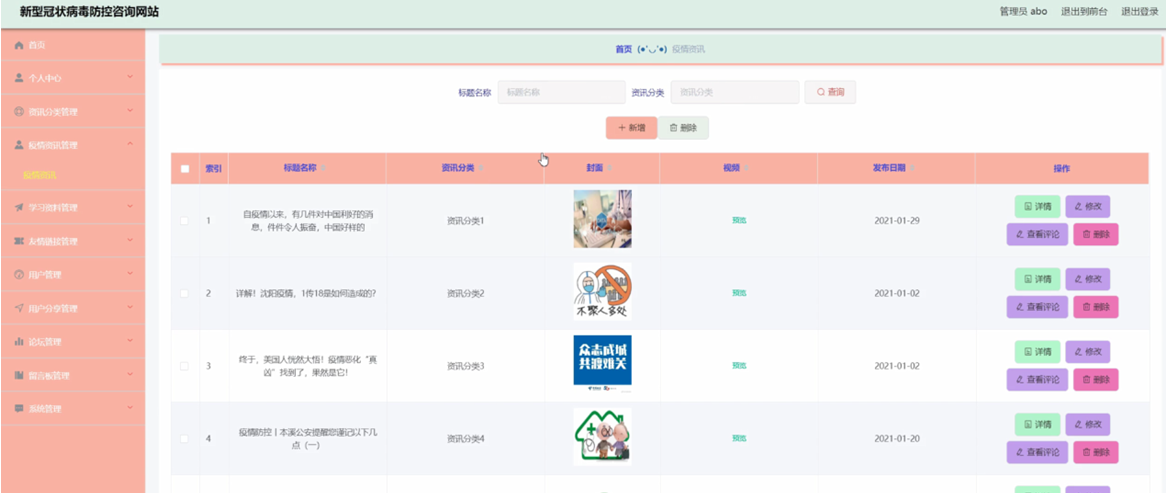 新型冠状病毒防控咨询网站
管理员 abo 退出到前台 退出登录
首页
个人中心
资讯分类管理
疫情资讯管理
疫情资讯
学习资料管理
友情链接管理
用户管理
用户分享管理
论坛管理
留言板管理
系统管理
首页 (●'◡'●) 疫情资讯
标题名称 标题名称 资讯分类 资讯分类 查询
+ 新增 删除
索引 标题名称 资讯分类 封面 视频 发布日期 操作
1 自疫情以来，有几件对中国利好的消
息，件件令人振奋，中国好样的 资讯分类1 预览 2021-01-29 详情 修改
查看评论 删除
2 详解！沈阳疫情，1传18是如何造成的？ 资讯分类2 不聚人多处 预览 2021-01-02 详情 修改
查看评论 删除
3 终于，美国人恍然大悟！疫情恶化“真
凶”找到了，果然是它！ 资讯分类3 众志成城
共渡难关 预览 2021-01-02 详情 修改
查看评论 删除
4 疫情防控丨本溪公安提醒您谨记以下几
点（一） 资讯分类4 预览 2021-01-20 详情 修改
查看评论 删除